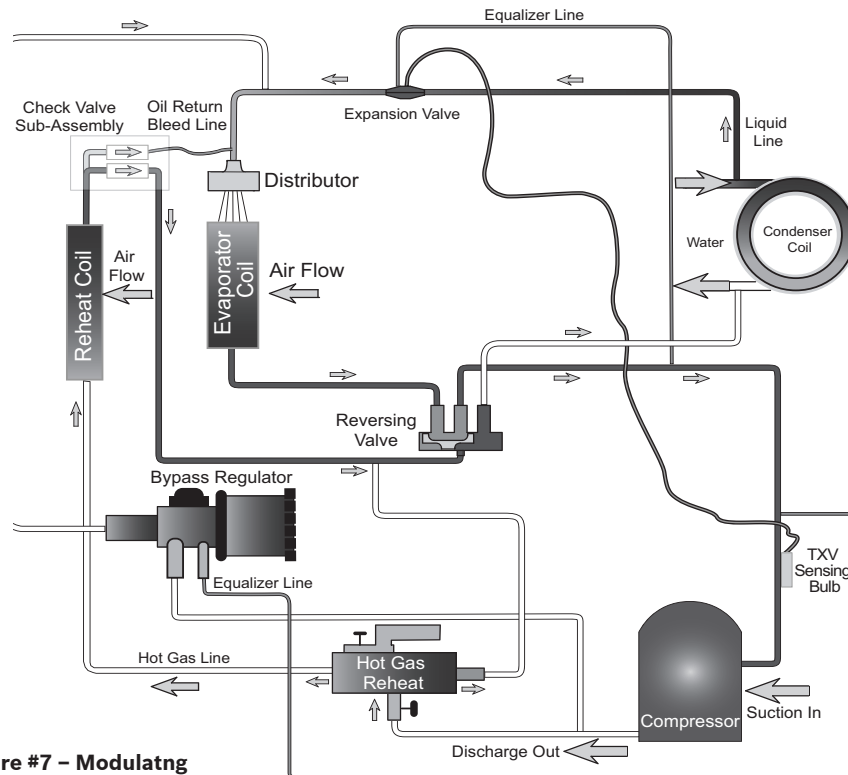 Equalizer Line
Check Valve
Sub-Assembly
Oil Return
Bleed Line
Expansion Valve
Liquid
Line
Distributor
Water
Condenser
Coil
Air
Flow
Reheat Coil
Evaporator
Coil
Air Flow
Reversing
Valve
Bypass Regulator
Equalizer Line
TXV
Sensing
Bulb
Hot Gas Line
Hot Gas
Reheat
Compressor
Suction In
Discharge Out
re #7 – Modulatng